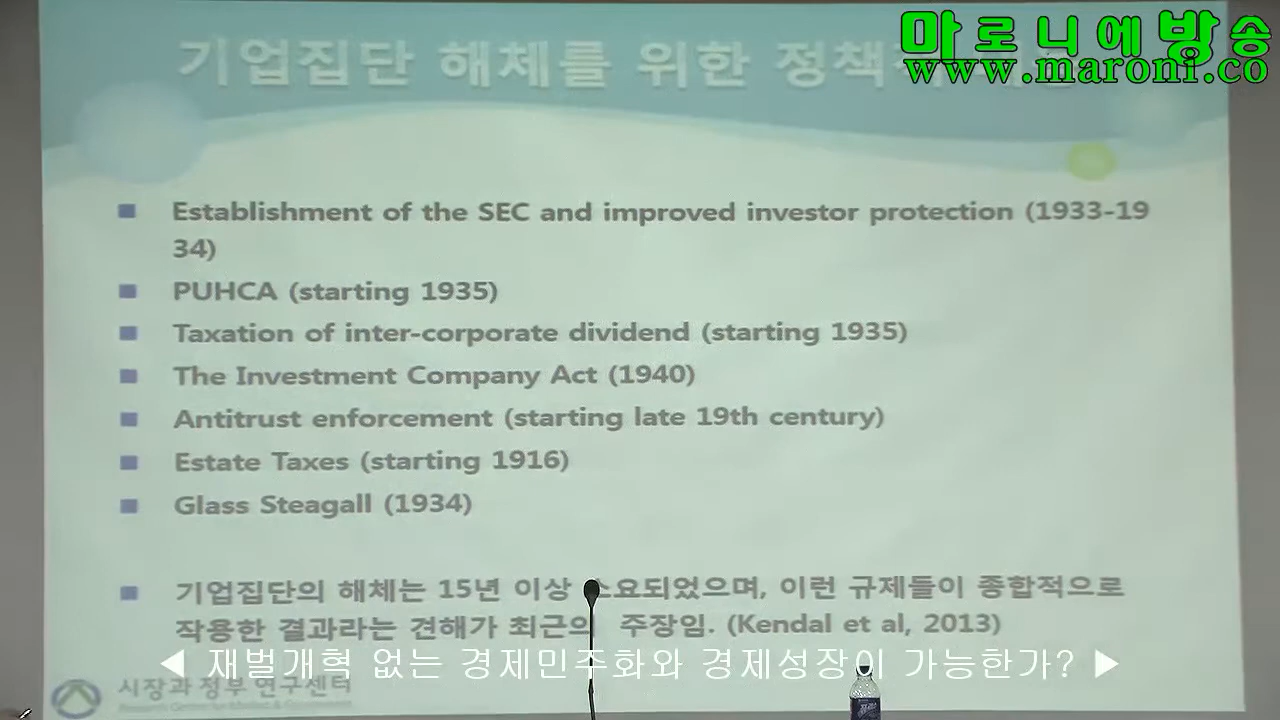 마로니에방송
www.maroni.co
기업집단 해체를 위한 정책
Establishment of the SEC and improved investor protection (1933-19
34)
PUHCA (starting 1935)
Taxation of inter-corporate dividend (starting 1935)
The Investment Company Act (1940)
Antitrust enforcement (starting late 19th century)
Estate Taxes (starting 1916)
Glass Steagall (1934)
기업집단의 해체는 15년 이상 소요되었으며, 이런 규제들이 종합적으로
작용한 결과라는 견해가 최근의 주장임. (Kendal et al, 2013)
◀ 재벌개혁 없는 경제민주화와 경제성장이 가능한가? ▶
시장과 정부 연구센터